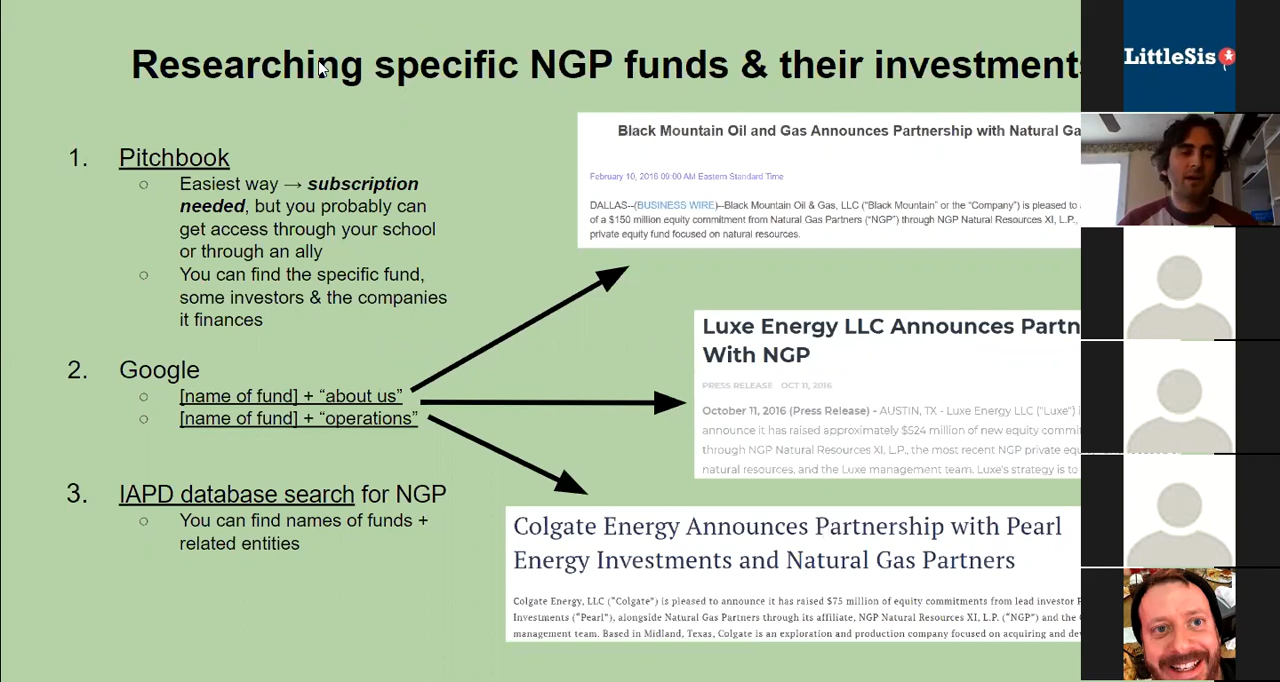 Researching specific NGP funds & their investments
LittleSis
1. Pitchbook
○ Easiest way → subscription
needed, but you probably can
get access through your school
or through an ally
○ You can find the specific fund,
some investors & the companies
it finances
2. Google
○ [name of fund] + “about us”
○ [name of fund] + “operations”
3. IAPD database search for NGP
○ You can find names of funds +
related entities
Black Mountain Oil and Gas Announces Partnership with Natural Ga
February 10, 2016 09:00 AM Eastern Standard Time
DALLAS--(BUSINESS WIRE)--Black Mountain Oil & Gas, LLC (“Black Mountain” or the “Company”) is pleased to
of a $150 million equity commitment from Natural Gas Partners (“NGP”) through NGP Natural Resources XI, L.P.,
private equity fund focused on natural resources.
Luxe Energy LLC Announces Partn
With NGP
PRESS RELEASE OCT 11, 2016
October 11, 2016 (Press Release) - AUSTIN, TX - Luxe Energy LLC (“Luxe”) i
announce it has raised approximately $524 million of new equity commit
through NGP Natural Resources XI, L.P., the most recent NGP private equ
natural resources, and the Luxe management team. Luxe's strategy is to
Colgate Energy Announces Partnership with Pearl
Energy Investments and Natural Gas Partners
Colgate Energy, LLC (“Colgate”) is pleased to announce it has raised $75 million of equity commitments from lead investor P
Investments (“Pearl”), alongside Natural Gas Partners through its affiliate, NGP Natural Resources XI, L.P. (“NGP”) and the C
management team. Based in Midland, Texas, Colgate is an exploration and production company focused on acquiring and de